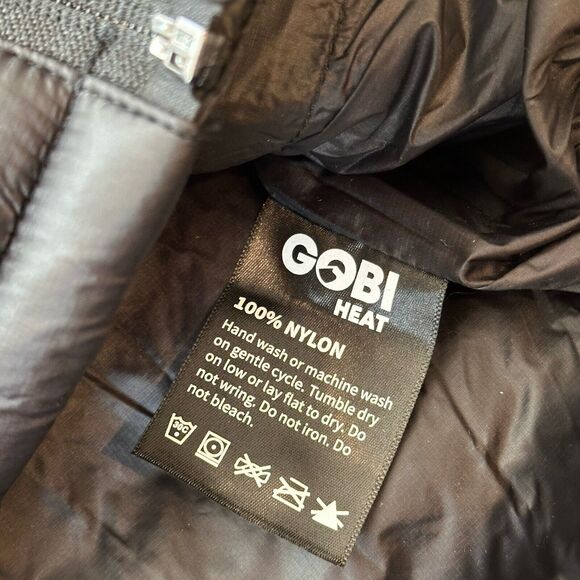 GOBI
HEAT
100% NYLON
Hand wash or machine wash
on gentle cycle. Tumble dry
on low or lay flat to dry. Do
not wring. Do not iron. Do
not bleach.
30C